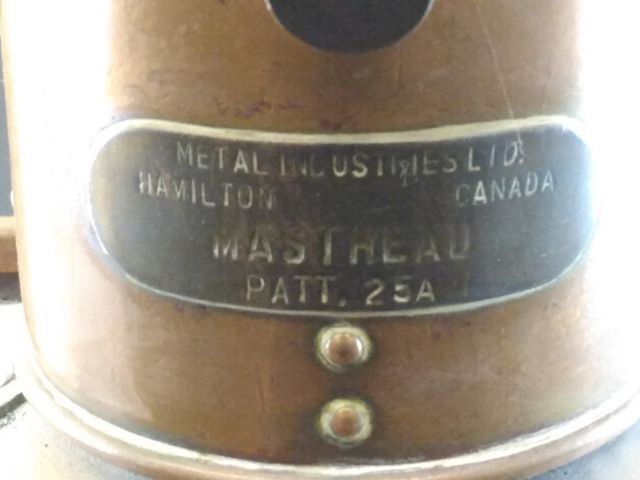 METAL INDUSTRIES LTD.
HAMILTON CANADA
MASTHEAD
PATT. 25A